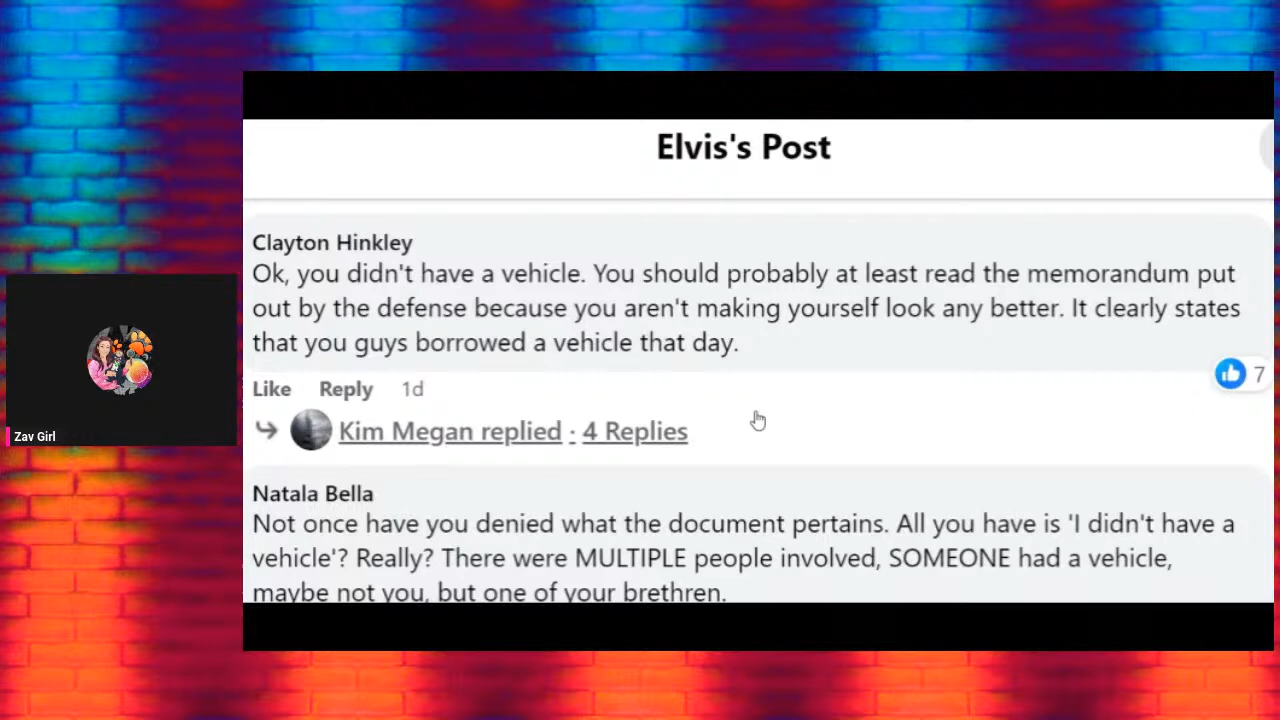 Elvis's Post
Clayton Hinkley
Ok, you didn't have a vehicle. You should probably at least read the memorandum put
out by the defense because you aren't making yourself look any better. It clearly states
that you guys borrowed a vehicle that day.
Like Reply 1d
7
Kim Megan replied · 4 Replies
Zav Girl
Natala Bella
Not once have you denied what the document pertains. All you have is 'I didn't have a
vehicle'? Really? There were MULTIPLE people involved, SOMEONE had a vehicle,
maybe not you, but one of your brethren.